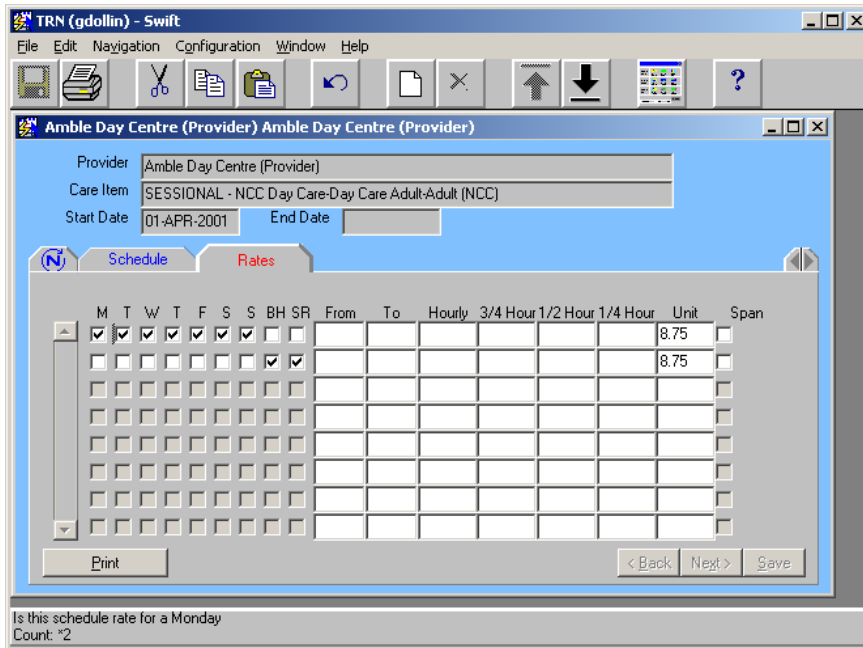 TRN (gdollin) - Swift
File Edit Navigation Configuration Window Help
?
Amble Day Centre (Provider) Amble Day Centre (Provider)
Provider Amble Day Centre (Provider)
Care Item SESSIONAL - NCC Day Care-Day Care Adult-Adult (NCC)
Start Date 01-APR-2001 End Date
N Schedule Rates
M T W T F S S BH SR From To Hourly 3/4 Hour 1/2 Hour 1/4 Hour Unit Span
8.75
8.75
Print < Back Next > Save
Is this schedule rate for a Monday
Count: *2